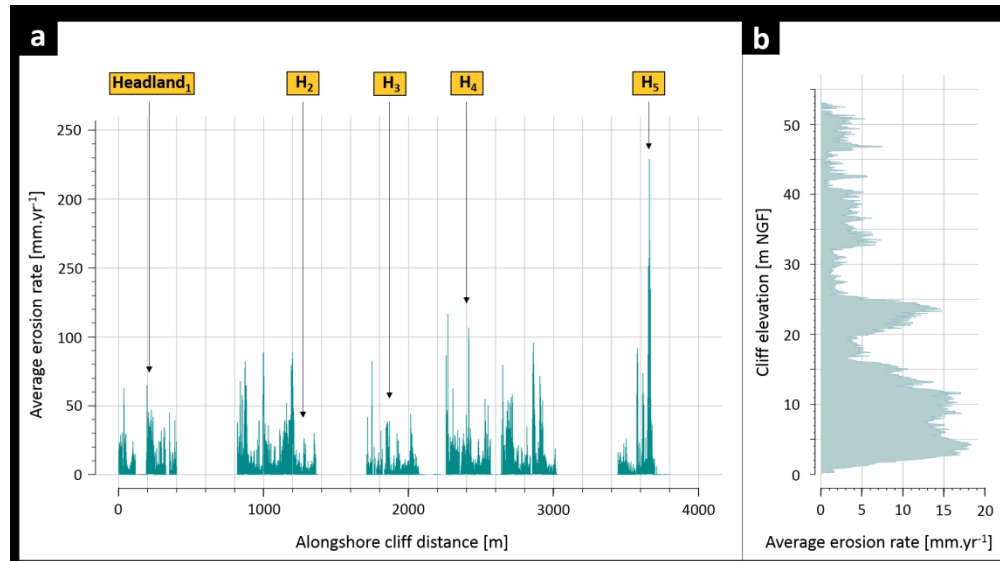 a
Headland₁
H₂
H₃
H₄
H₅
250
200
250
100
50
0
Average erosion rate [mm.yr⁻¹]
0
1000
2000
3000
4000
Alongshore cliff distance [m]
b
50
40
30
20
10
0
Cliff elevation [m NGF]
0
5
10
15
20
Average erosion rate [mm.yr⁻¹]